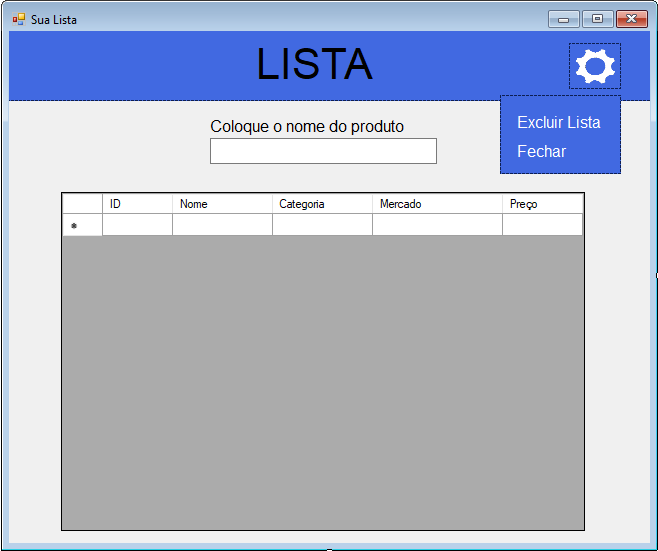 Sua Lista
LISTA
Coloque o nome do produto
Excluir Lista
Fechar
ID Nome Categoria Mercado Preço